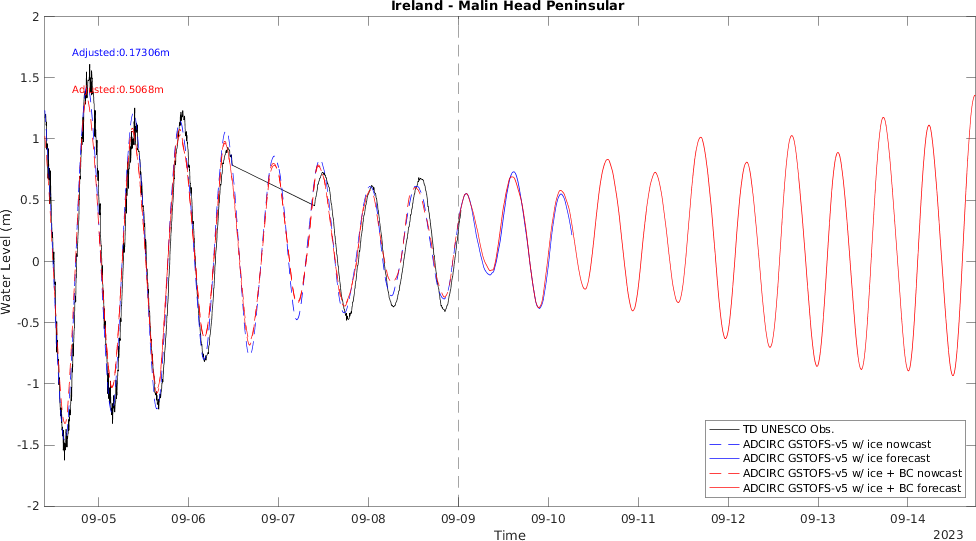 Ireland - Malin Head Peninsular
2
1.5
1
0.5
0
-0.5
-1
-1.5
-2
Water Level (m)
Adjusted:0.17306m
Adjusted:0.5068m
TD UNESCO Obs.
ADCIRC GSTOFS-v5 w/ ice nowcast
ADCIRC GSTOFS-v5 w/ ice forecast
ADCIRC GSTOFS-v5 w/ ice + BC nowcast
ADCIRC GSTOFS-v5 w/ ice + BC forecast
09-05 09-06 09-07 09-08 09-09 09-10 09-11 09-12 09-13 09-14
Time
2023